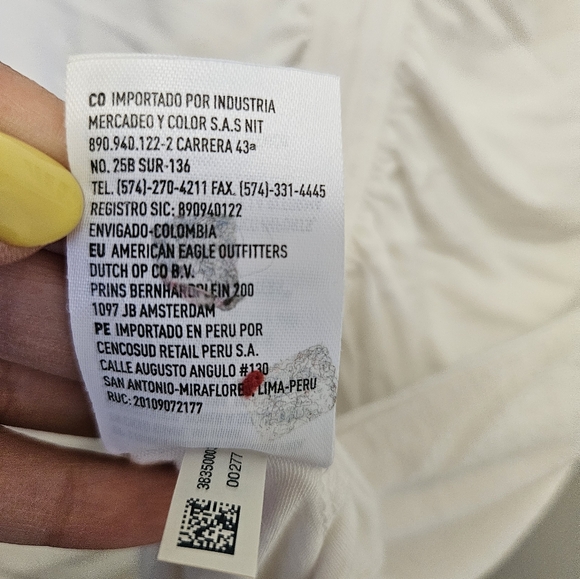 CO IMPORTADO POR INDUSTRIA
MERCADEO Y COLOR S.A.S NIT
890.940.122-2 CARRERA 43ª
NO. 25B SUR-136
TEL. (574)-270-4211 FAX. (574)-331-4445
REGISTRO SIC: 890940122
ENVIGADO-COLOMBIA
EU AMERICAN EAGLE OUTFITTERS
DUTCH OP CO B.V.
PRINS BERNHARDPLEIN 200
1097 JB AMSTERDAM
PE IMPORTADO EN PERU POR
CENCOSUD RETAIL PERU S.A.
CALLE AUGUSTO ANGULO #130
SAN ANTONIO-MIRAFLORES, LIMA-PERU
RUC: 20109072177
00277